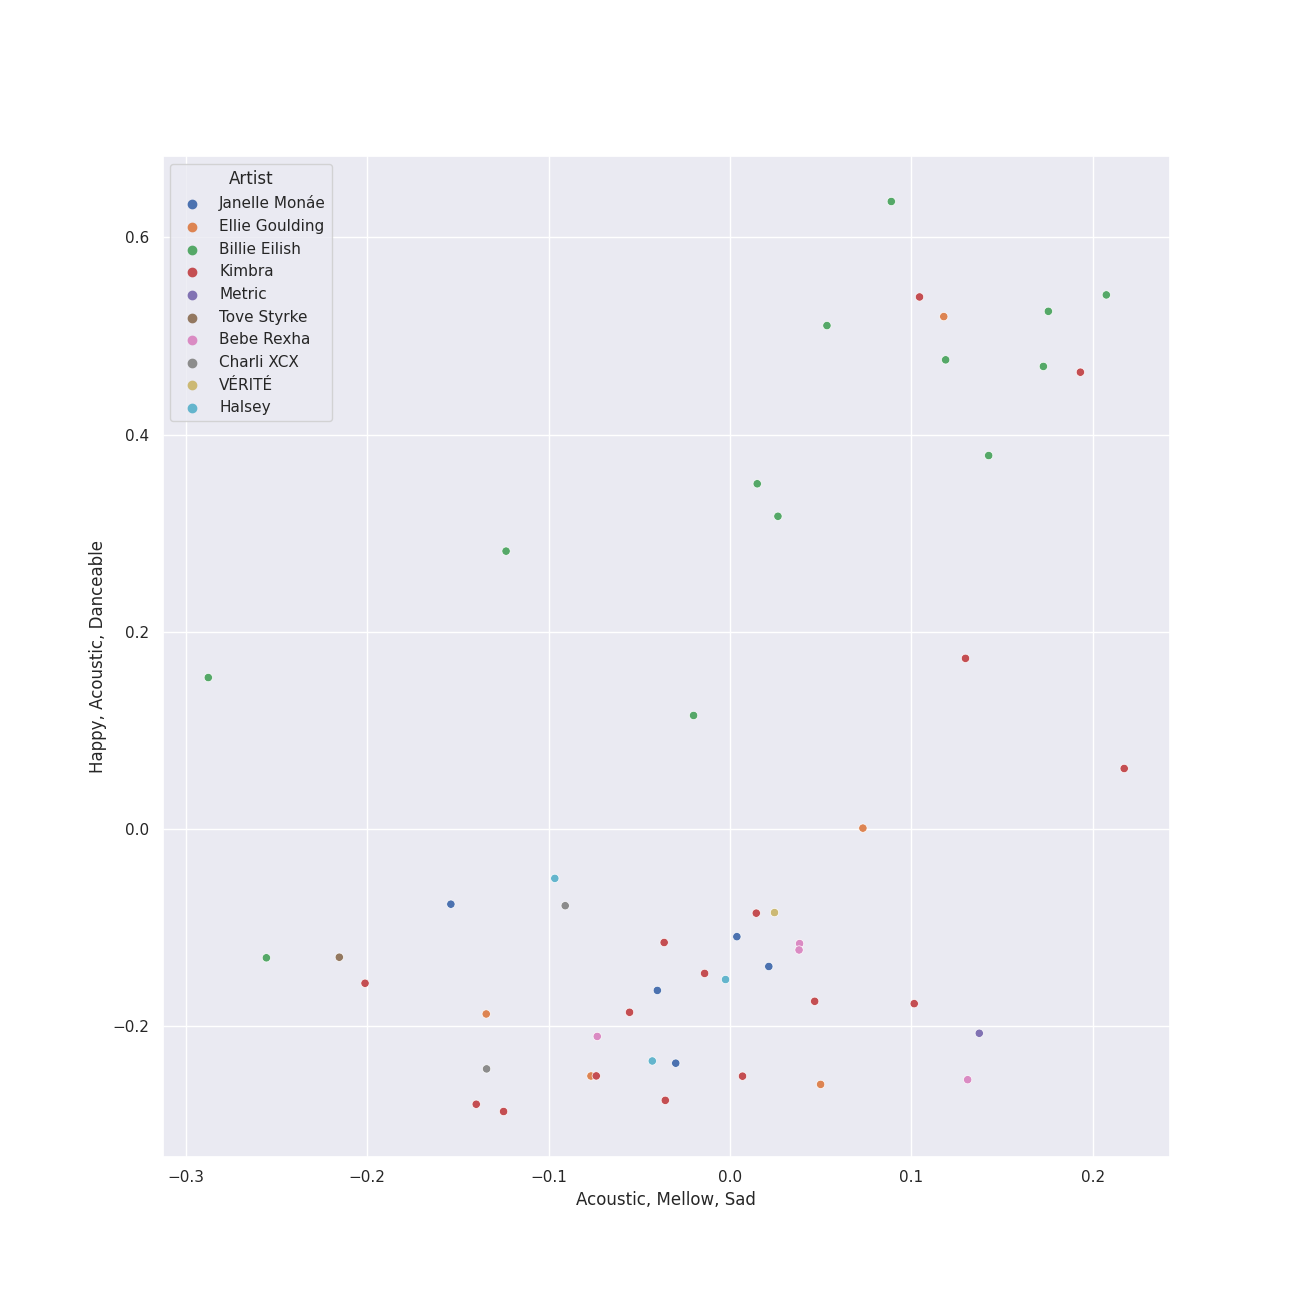 Artist
Janelle Monáe
Ellie Goulding
Billie Eilish
Kimbra
Metric
Tove Styrke
Bebe Rexha
Charli XCX
VÉRITÉ
Halsey
0.6
0.4
0.2
0.0
−0.2
Happy, Acoustic, Danceable
−0.3 −0.2 −0.1 0.0 0.1 0.2
Acoustic, Mellow, Sad